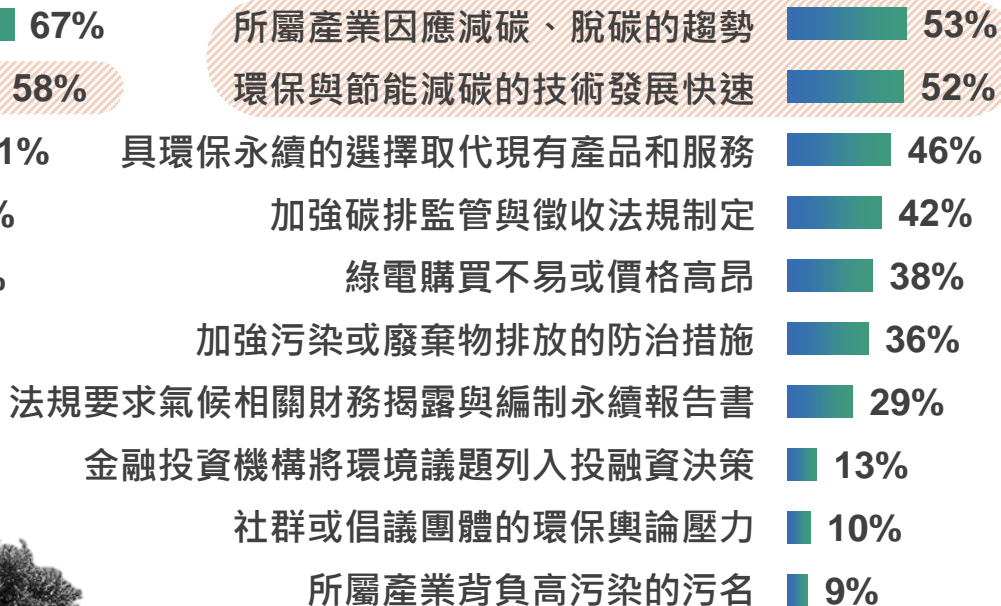 67%
58%
1%
%
%
所屬產業因應減碳、脫碳的趨勢 53%
環保與節能減碳的技術發展快速 52%
具環保永續的選擇取代現有產品和服務 46%
加強碳排監管與徵收法規制定 42%
綠電購買不易或價格高昂 38%
加強污染或廢棄物排放的防治措施 36%
法規要求氣候相關財務揭露與編制永續報告書 29%
金融投資機構將環境議題列入投融資決策 13%
社群或倡議團體的環保輿論壓力 10%
所屬產業背負高污染的污名 9%